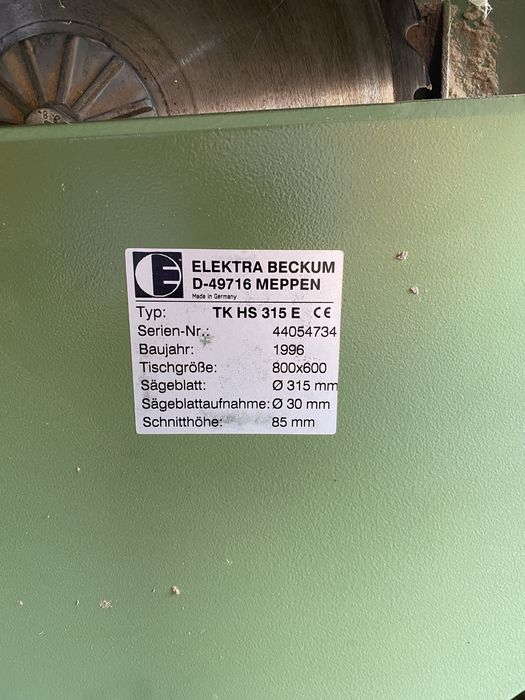 ELEKTRA BECKUM
D-49716 MEPPEN
Made in Germany
Typ: TK HS 315 E CE
Serien-Nr.: 44054734
Baujahr: 1996
Tischgröße: 800x600
Sägeblatt: Ø 315 mm
Sägeblattaufnahme: Ø 30 mm
Schnitthöhe: 85 mm